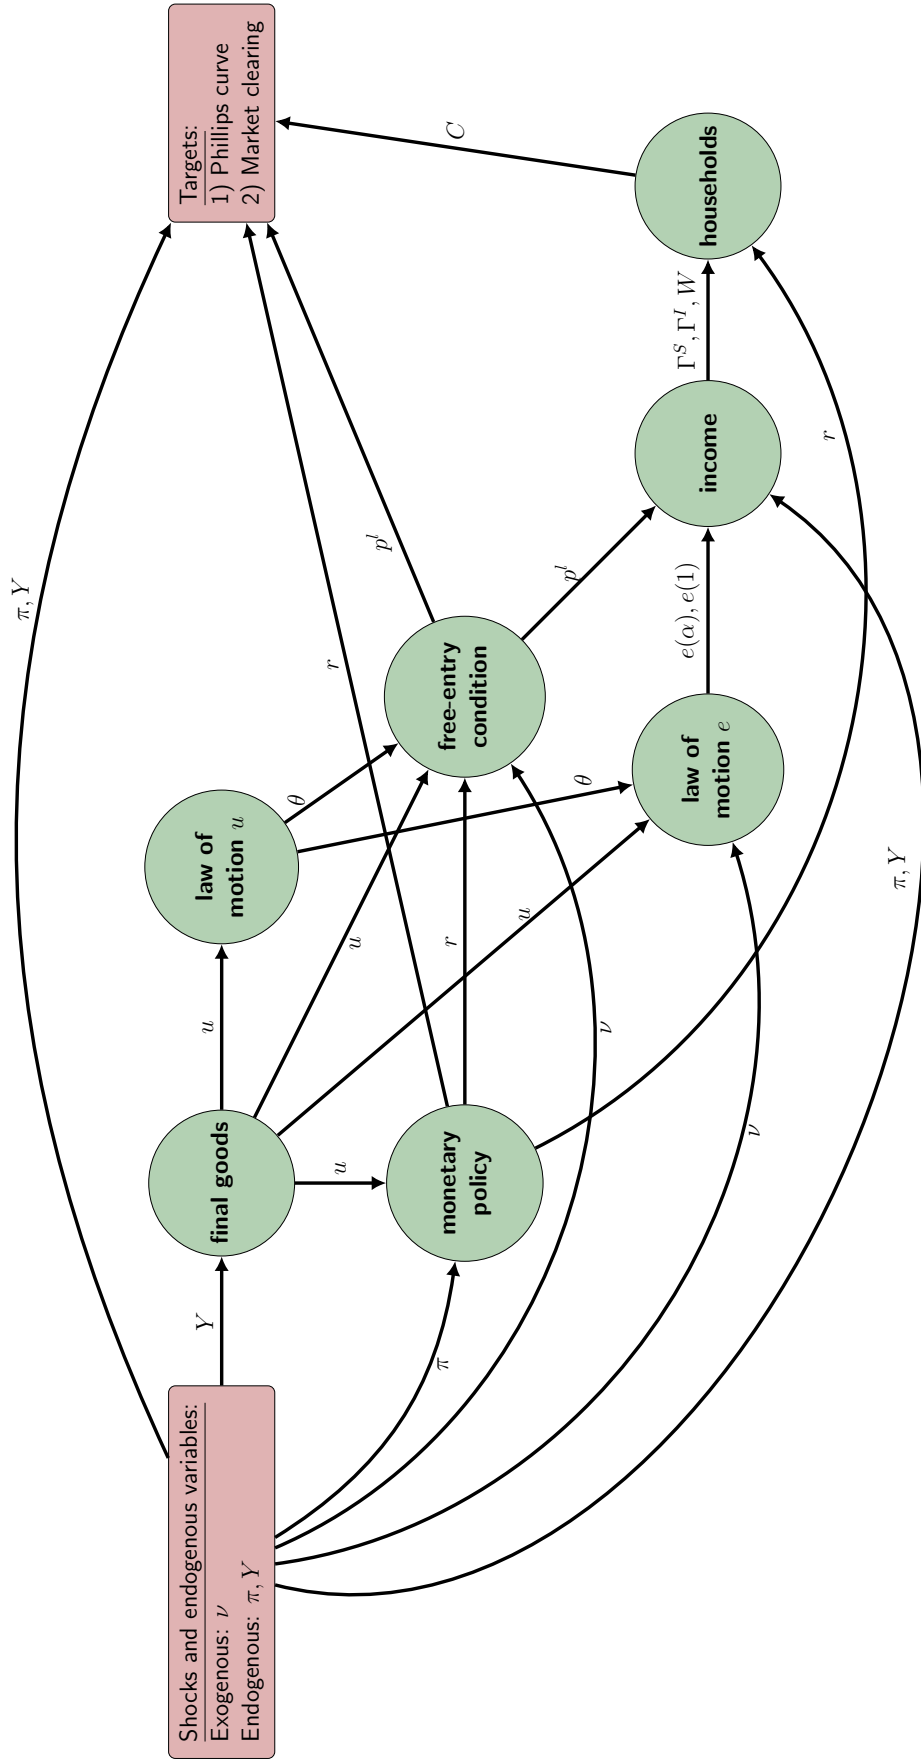 Shocks and endogenous variables:
Exogenous: ν
Endogenous: π, Y
π, Y
Targets:
1) Phillips curve
2) Market clearing
Y
final goods
u
law of
motion u
u
u
u
θ
θ
π
monetary
policy
r
r
r
free-entry
condition
p^l
p^l
ν
ν
law of
motion e
e(α), e(1)
income
Γ^S, Γ^I, W
households
C
π, Y